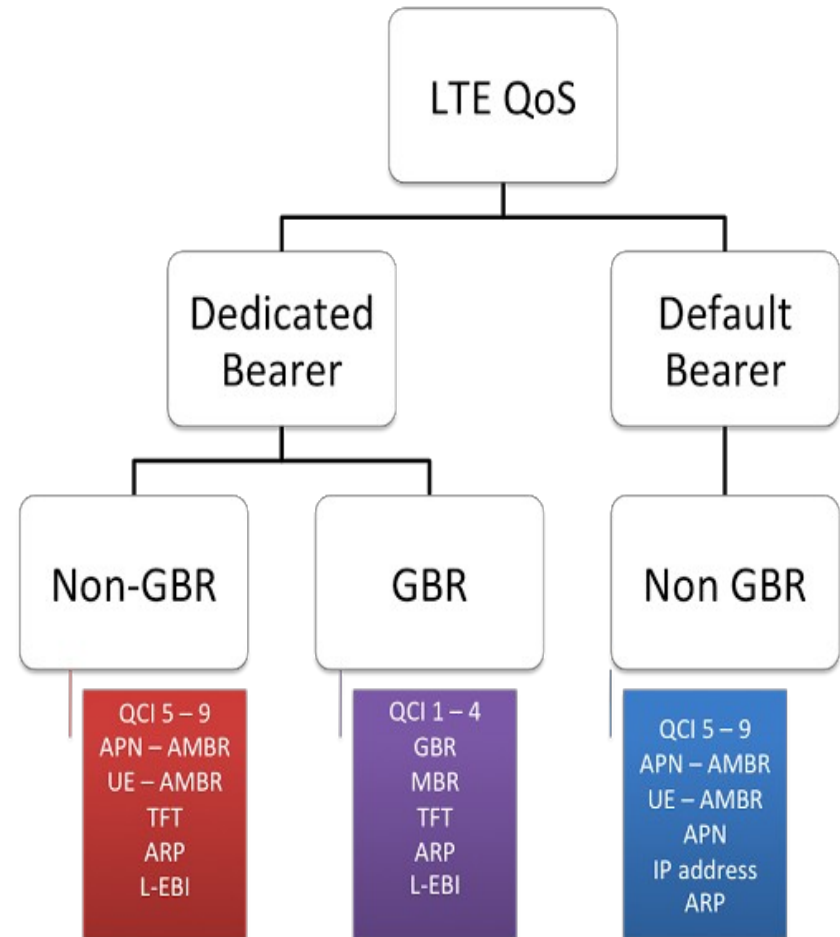 LTE QoS
Dedicated
Bearer
Default
Bearer
Non-GBR
GBR
Non GBR
QCI 5 – 9
APN – AMBR
UE – AMBR
TFT
ARP
L-EBI
QCI 1 – 4
GBR
MBR
TFT
ARP
L-EBI
QCI 5 – 9
APN – AMBR
UE – AMBR
APN
IP address
ARP